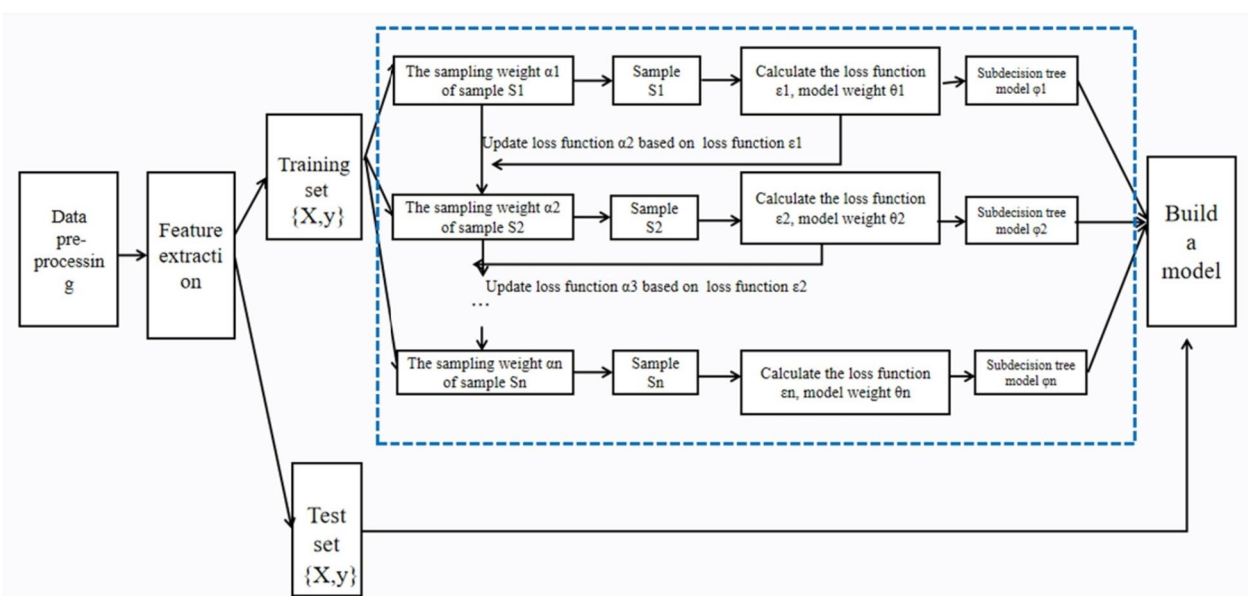 Data
pre-
processin
g
Feature
extracti
on
Training
set
{X,y}
Test
set
{X,y}
The sampling weight α1
of sample S1
Sample
S1
Calculate the loss function
ε1, model weight θ1
Subdecision tree
model φ1
Update loss function α2 based on loss function ε1
The sampling weight α2
of sample S2
Sample
S2
Calculate the loss function
ε2, model weight θ2
Subdecision tree
model φ2
Update loss function α3 based on loss function ε2
...
The sampling weight αn
of sample Sn
Sample
Sn
Calculate the loss function
εn, model weight θn
Subdecision tree
model φn
Build
a
model